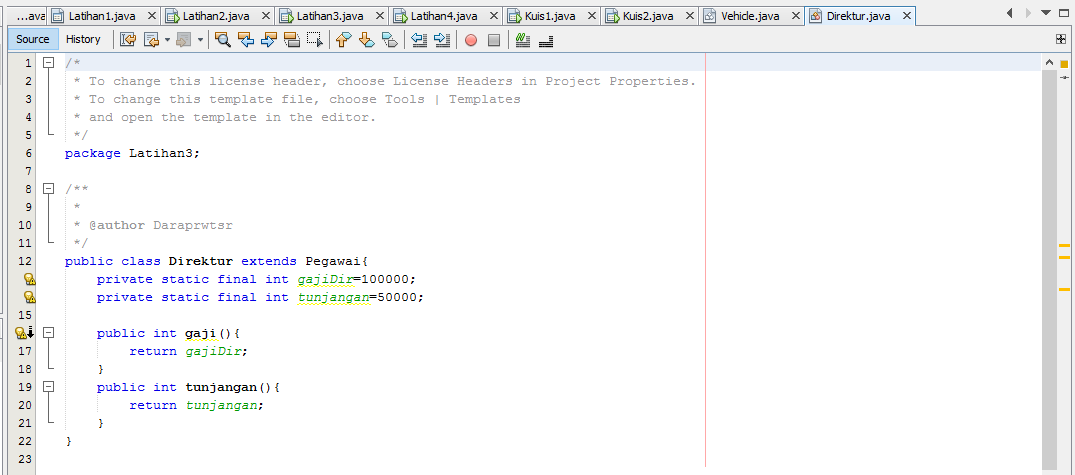 ...ava Latihan1.java Latihan2.java Latihan3.java Latihan4.java Kuis1.java Kuis2.java Vehicle.java Direktur.java
Source History
1 /*
2  * To change this license header, choose License Headers in Project Properties.
3  * To change this template file, choose Tools | Templates
4  * and open the template in the editor.
5  */
6 package Latihan3;
7
8 /**
9  *
10  * @author Daraprwtsr
11  */
12 public class Direktur extends Pegawai{
private static final int gajiDir=100000;
private static final int tunjangan=50000;
15
public int gaji(){
17 return gajiDir;
18 }
19 public int tunjangan(){
20 return tunjangan;
21 }
22 }
23